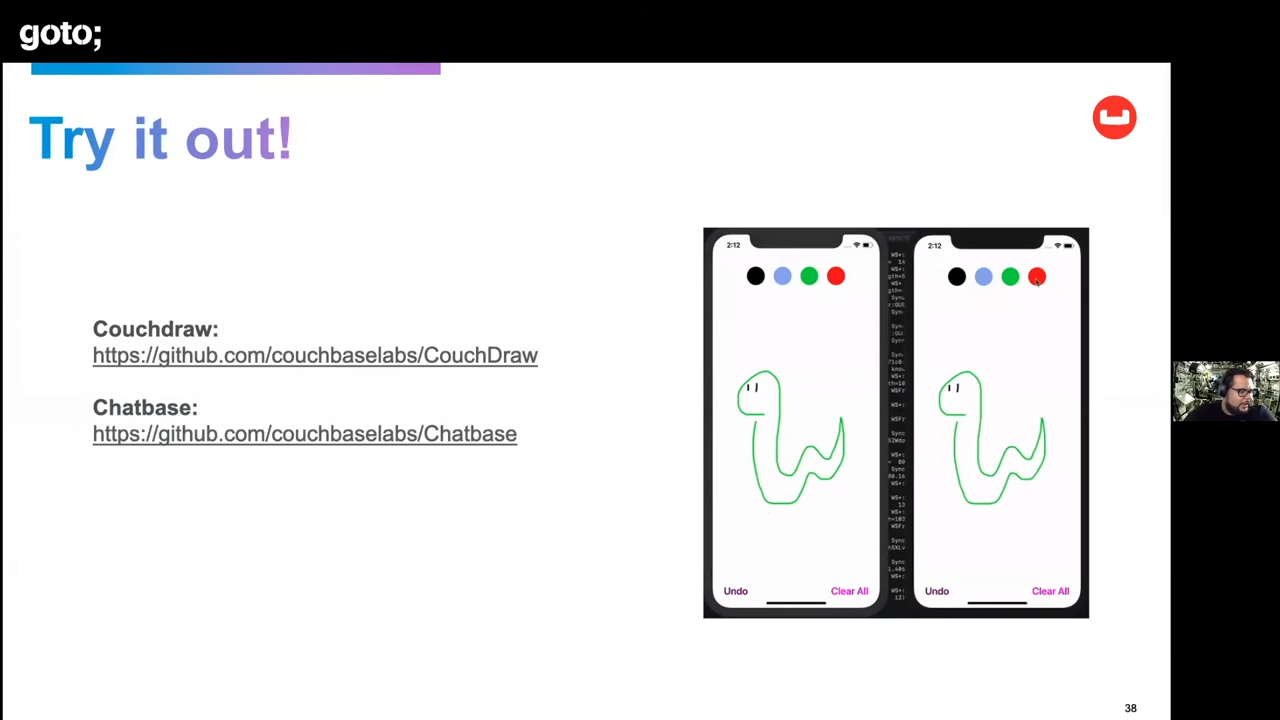 goto;
Try it out!
Couchdraw:
https://github.com/couchbaselabs/CouchDraw
Chatbase:
https://github.com/couchbaselabs/Chatbase
2:12
2:12
Undo
Clear All
Undo
Clear All
38